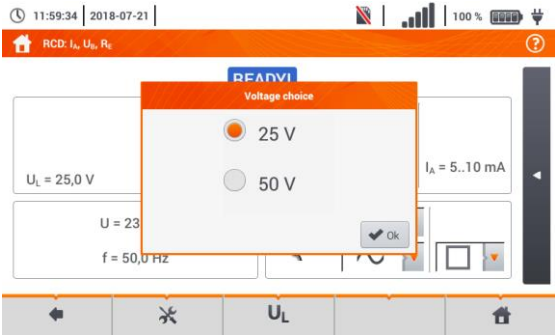 11:59:34 2018-07-21 100 %
RCD: IA, UB, RE
READY!
Voltage choice
25 V
50 V
Ok
UL = 25,0 V
IA = 5..10 mA
U = 23
f = 50,0 Hz
UL